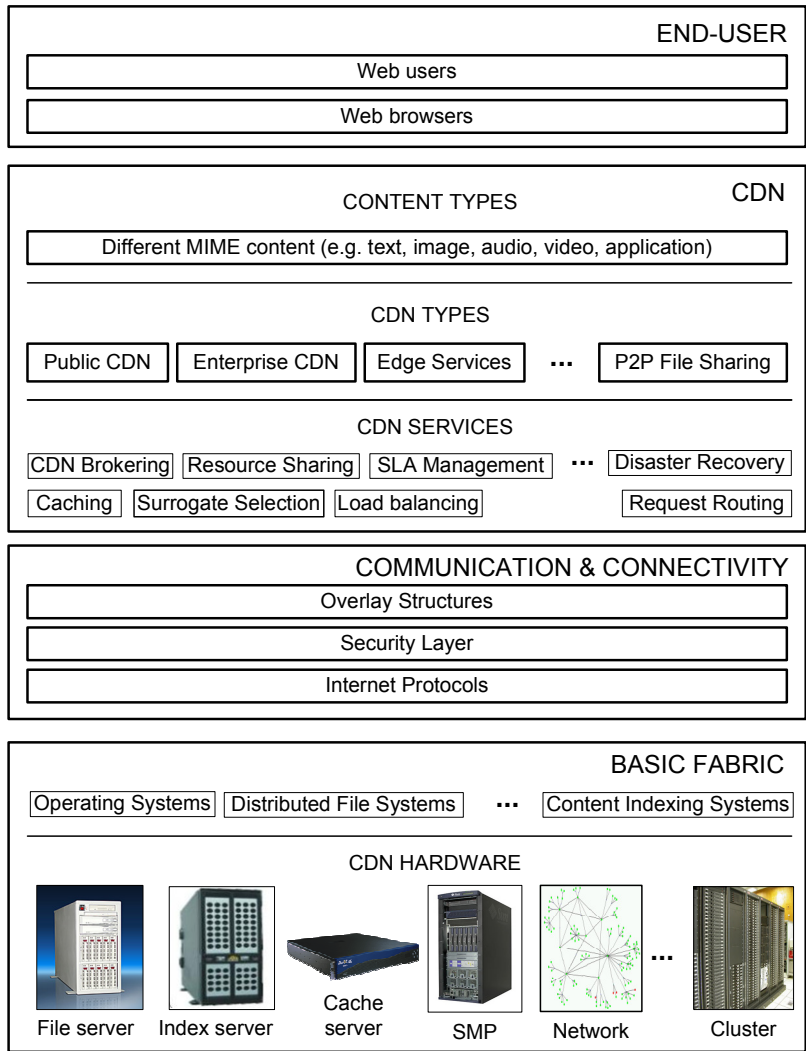 END-USER
Web users
Web browsers
CDN
CONTENT TYPES
Different MIME content (e.g. text, image, audio, video, application)
CDN TYPES
Public CDN Enterprise CDN Edge Services ... P2P File Sharing
CDN SERVICES
CDN Brokering Resource Sharing SLA Management ... Disaster Recovery
Caching Surrogate Selection Load balancing Request Routing
COMMUNICATION & CONNECTIVITY
Overlay Structures
Security Layer
Internet Protocols
BASIC FABRIC
Operating Systems Distributed File Systems ... Content Indexing Systems
CDN HARDWARE
...
File server Index server Cache server SMP Network Cluster